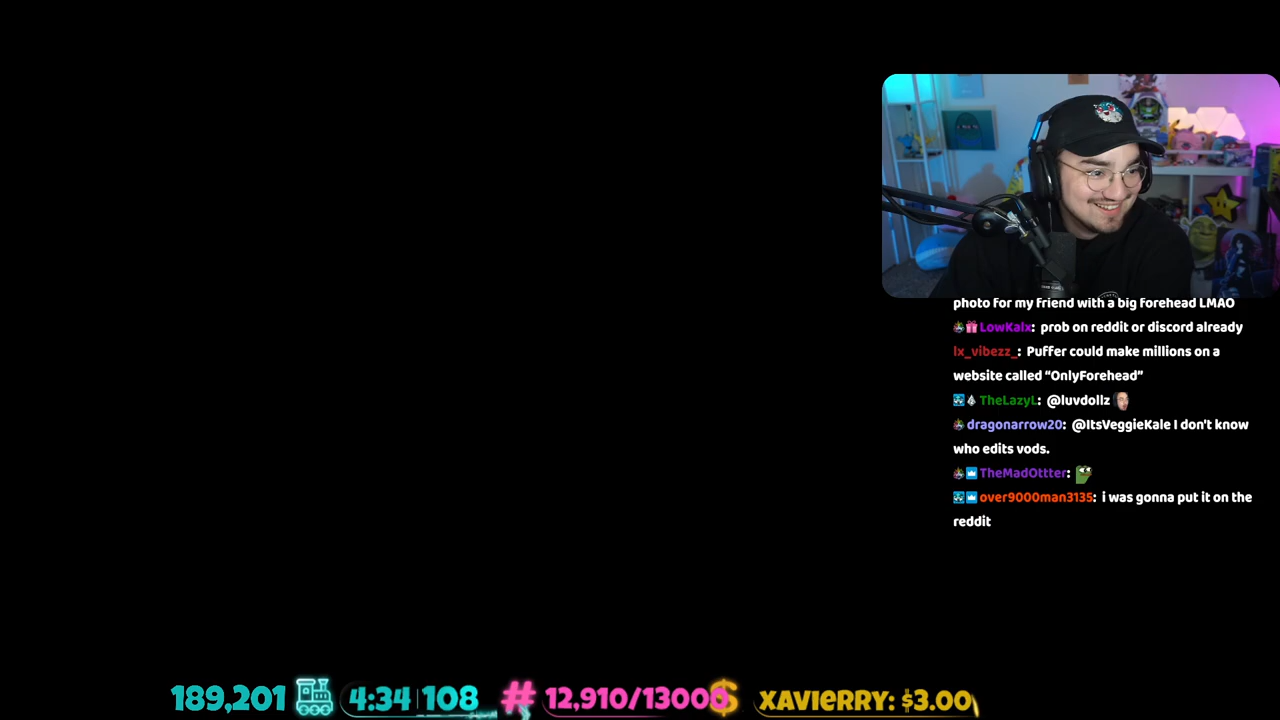 photo for my friend with a big forehead LMAO
LowKalx: prob on reddit or discord already
lx_vibezz_: Puffer could make millions on a
website called “OnlyForehead”
TheLazyL: @luvdollz
dragonarrow20: @ItsVeggieKale I don't know
who edits vods.
TheMadOttter:
over9000man3135: i was gonna put it on the
reddit
189,201 4:34 108 # 12,910/13000 $ XAVIERRY: $3.00